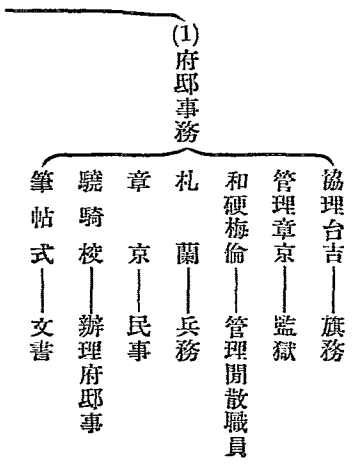 (1)府邸事務
協理台吉——旗務
管理章京——監獄
和硬梅倫——管理閒散職員
札蘭——兵務
章京——民事
驍騎校——辦理府邸事
筆帖式——文書